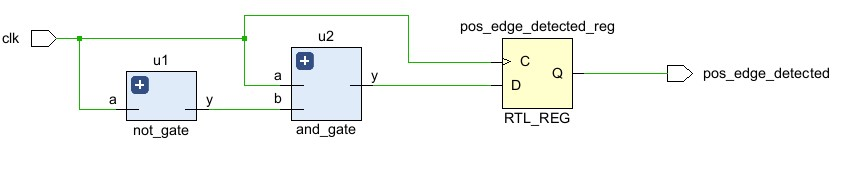 clk
u1
a
y
not_gate
u2
a
b
y
and_gate
pos_edge_detected_reg
C
D
Q
RTL_REG
pos_edge_detected